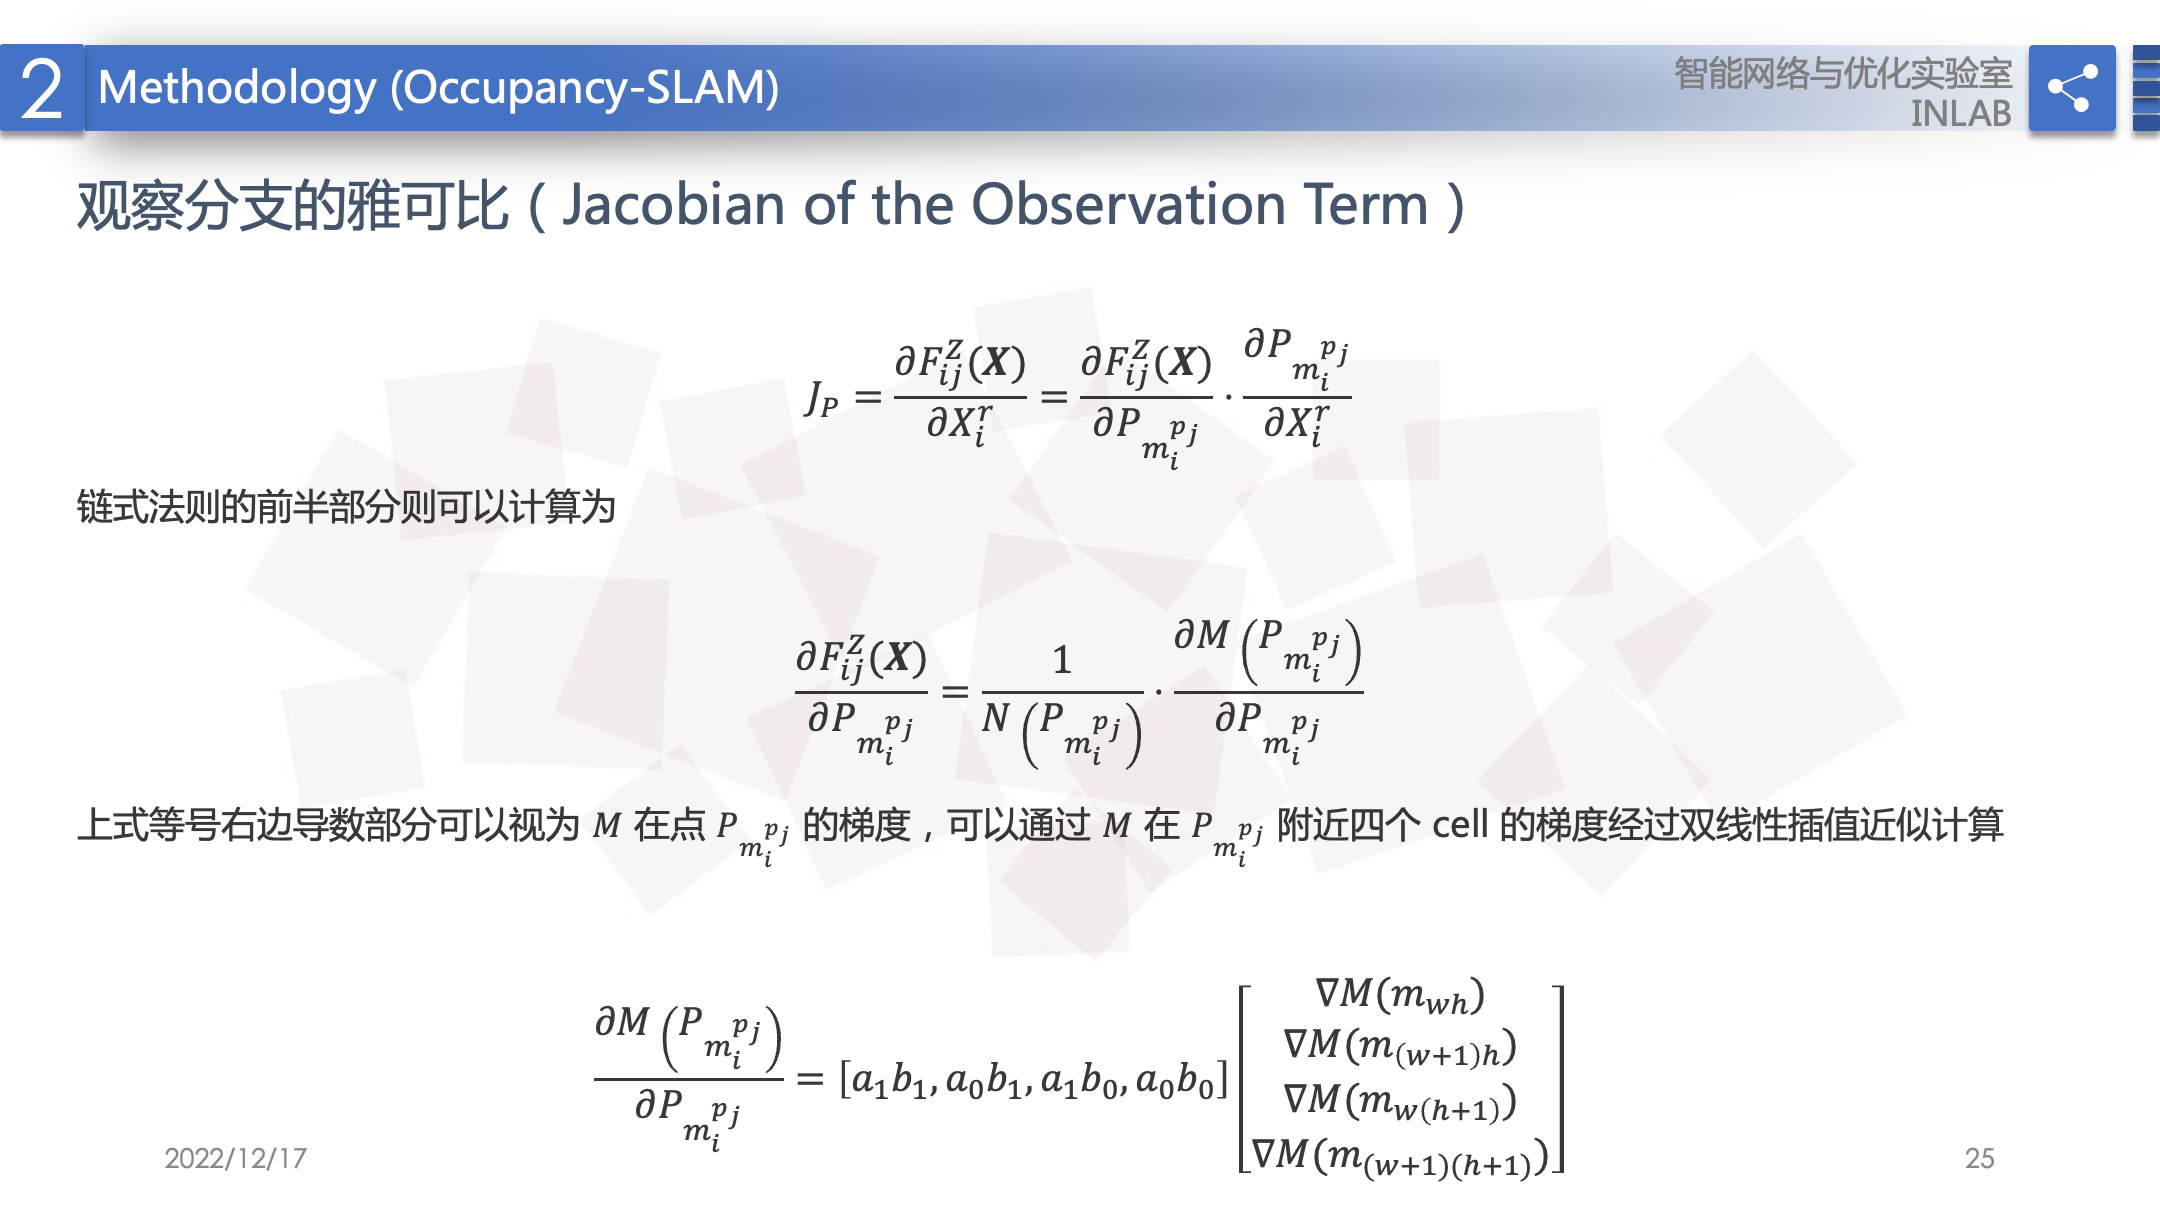 2
Methodology (Occupancy-SLAM)
智能网络与优化实验室
INLAB
观察分支的雅可比（Jacobian of the Observation Term）
$J_P = \frac{\partial F_{ij}^{Z}(\boldsymbol{X})}{\partial X_i^r} = \frac{\partial F_{ij}^{Z}(\boldsymbol{X})}{\partial P_{m_i^{p_j}}} \cdot \frac{\partial P_{m_i^{p_j}}}{\partial X_i^r}$
链式法则的前半部分则可以计算为
$\frac{\partial F_{ij}^{Z}(\boldsymbol{X})}{\partial P_{m_i^{p_j}}} = \frac{1}{N\left(P_{m_i^{p_j}}\right)} \cdot \frac{\partial M\left(P_{m_i^{p_j}}\right)}{\partial P_{m_i^{p_j}}}$
上式等号右边导数部分可以视为 $M$ 在点 $P_{m_i^{p_j}}$ 的梯度，可以通过 $M$ 在 $P_{m_i^{p_j}}$ 附近四个 cell 的梯度经过双线性插值近似计算
$\frac{\partial M\left(P_{m_i^{p_j}}\right)}{\partial P_{m_i^{p_j}}} = [a_1b_1, a_0b_1, a_1b_0, a_0b_0] \begin{bmatrix} \nabla M(m_{wh}) \\ \nabla M(m_{(w+1)h}) \\ \nabla M(m_{w(h+1)}) \\ \nabla M(m_{(w+1)(h+1)}) \end{bmatrix}$
2022/12/17
25